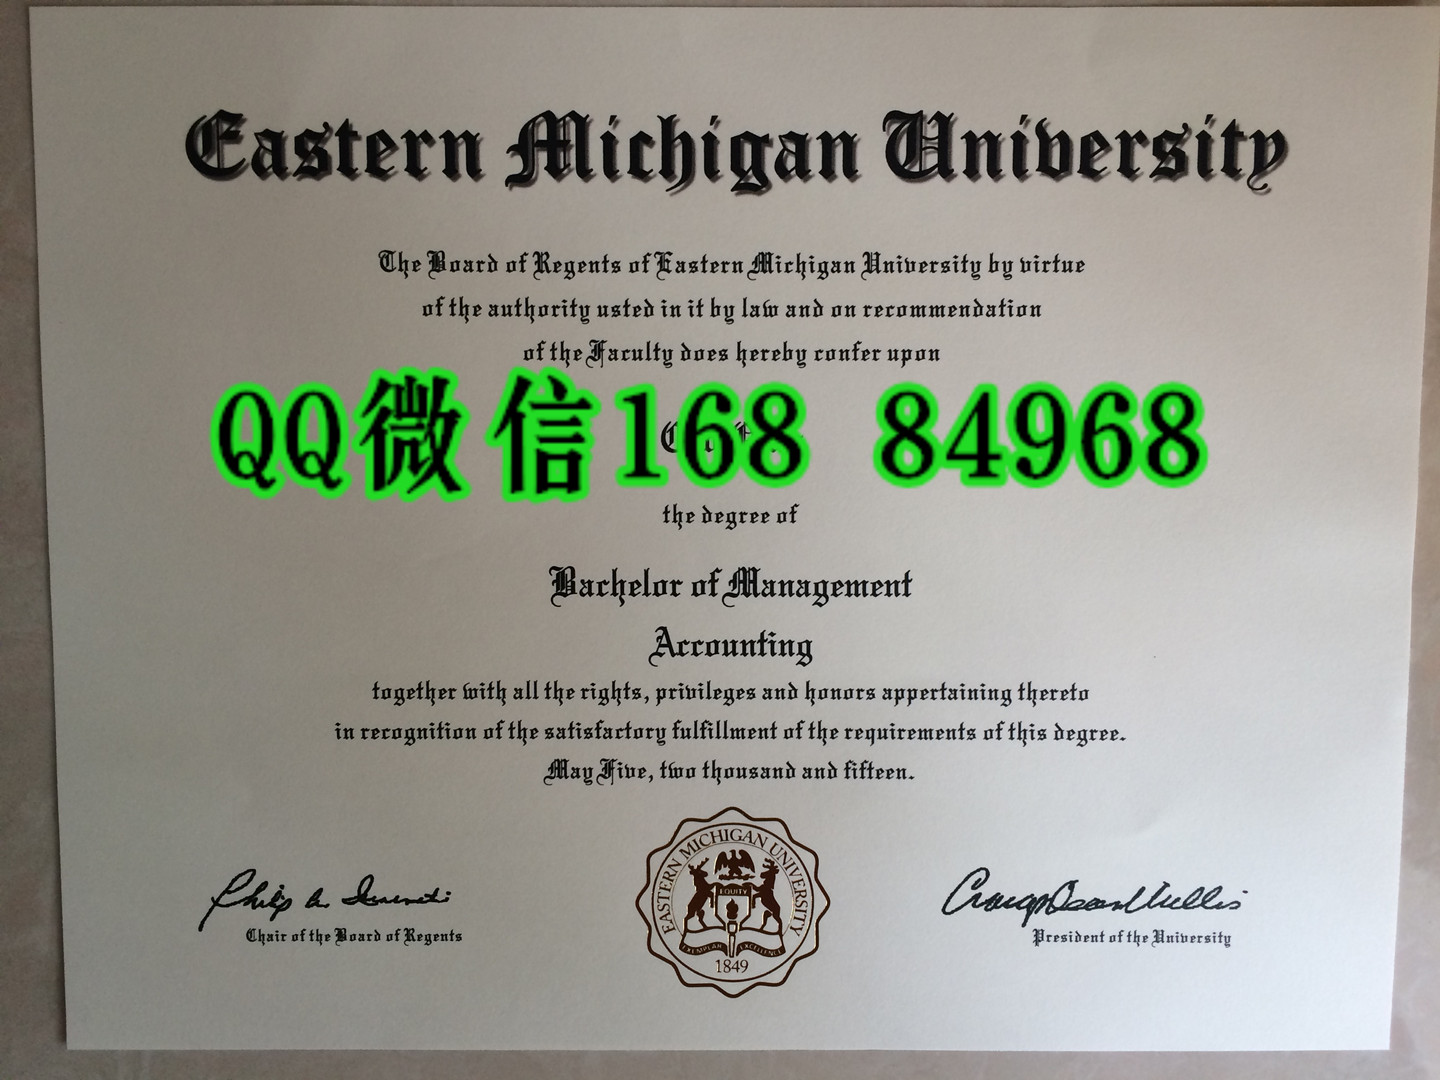 Eastern Michigan University
The Board of Regents of Eastern Michigan University by virtue
of the authority usted in it by law and on recommendation
of the Faculty does hereby confer upon
QQ微信168 84968
the degree of
Bachelor of Management
Accounting
together with all the rights, privileges and honors appertaining thereto
in recognition of the satisfactory fulfillment of the requirements of this degree.
May Five, two thousand and fifteen.
EASTERN MICHIGAN UNIVERSITY
EQUITY
EXEMPLAR EXCELLENCE
1849
Chair of the Board of Regents
President of the University